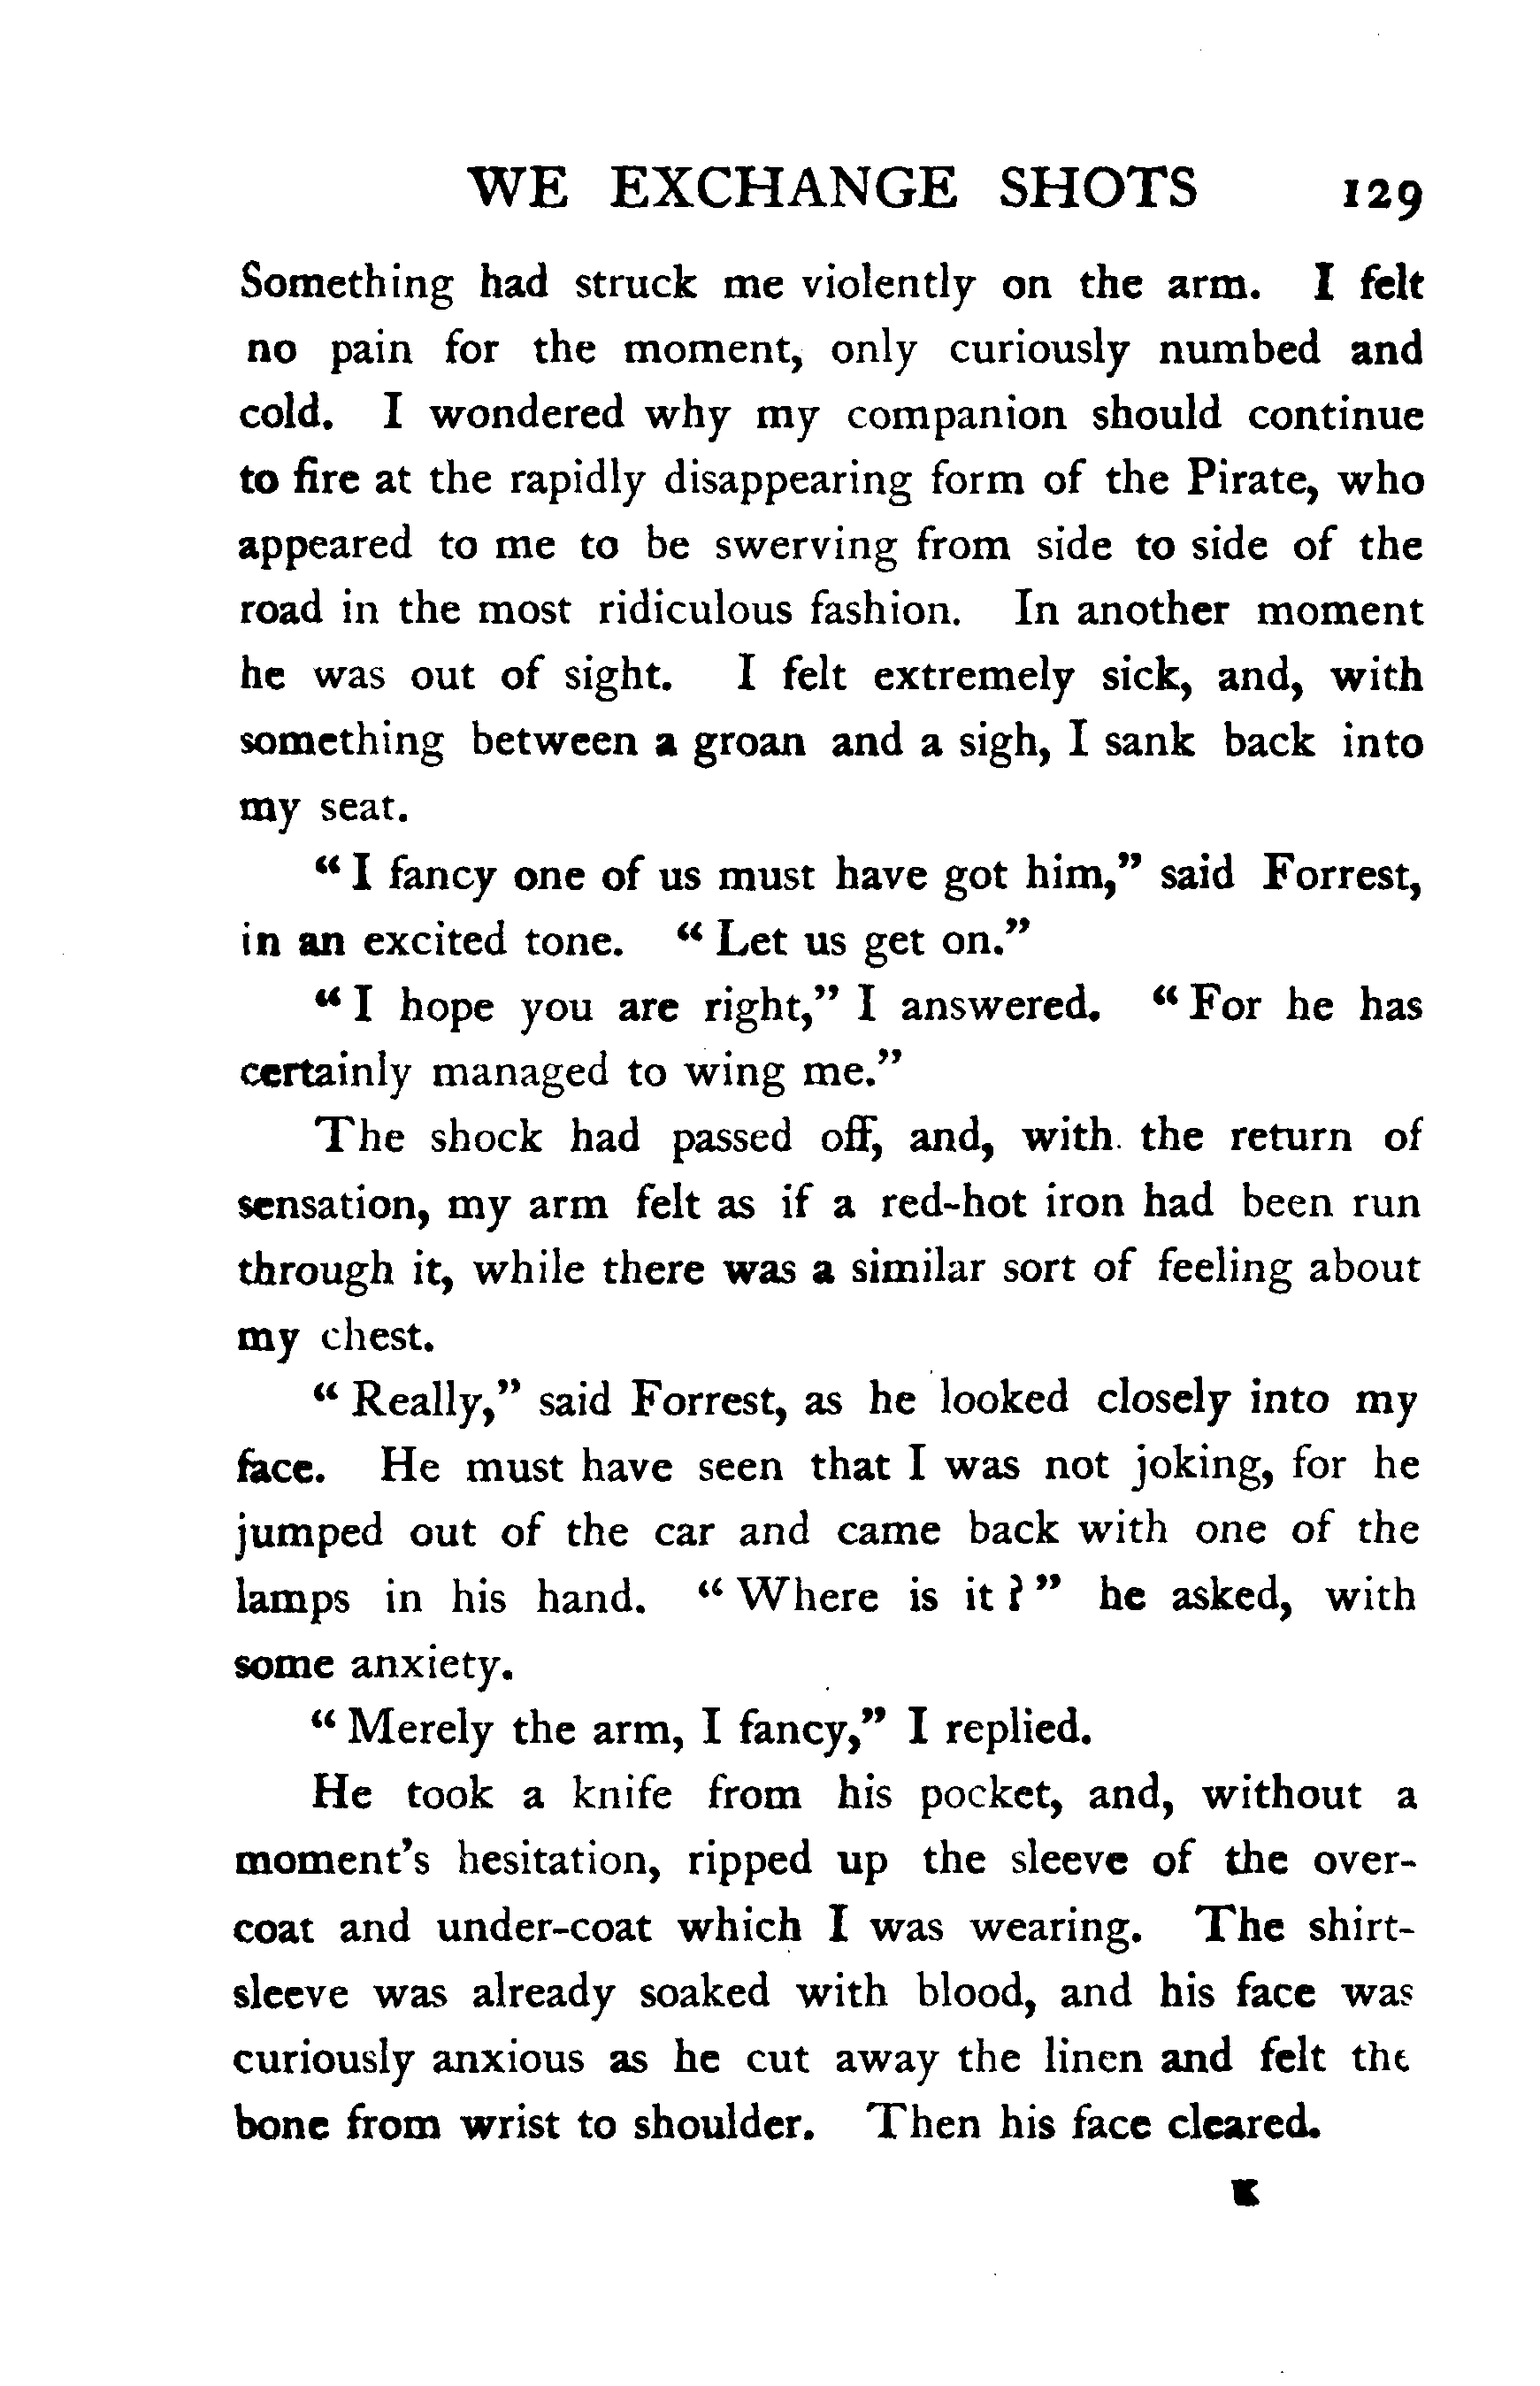 WE EXCHANGE SHOTS 129
Something had struck me violently on the arm. I felt
no pain for the moment, only curiously numbed and
cold. I wondered why my companion should continue
to fire at the rapidly disappearing form of the Pirate, who
appeared to me to be swerving from side to side of the
road in the most ridiculous fashion. In another moment
he was out of sight. I felt extremely sick, and, with
something between a groan and a sigh, I sank back into
my seat.
"I fancy one of us must have got him," said Forrest,
in an excited tone. "Let us get on."
"I hope you are right," I answered. "For he has
certainly managed to wing me."
The shock had passed off, and, with the return of
sensation, my arm felt as if a red-hot iron had been run
through it, while there was a similar sort of feeling about
my chest.
"Really," said Forrest, as he looked closely into my
face. He must have seen that I was not joking, for he
jumped out of the car and came back with one of the
lamps in his hand. "Where is it?" he asked, with
some anxiety.
"Merely the arm, I fancy," I replied.
He took a knife from his pocket, and, without a
moment's hesitation, ripped up the sleeve of the over-
coat and under-coat which I was wearing. The shirt-
sleeve was already soaked with blood, and his face was
curiously anxious as he cut away the linen and felt the
bone from wrist to shoulder. Then his face cleared.
K